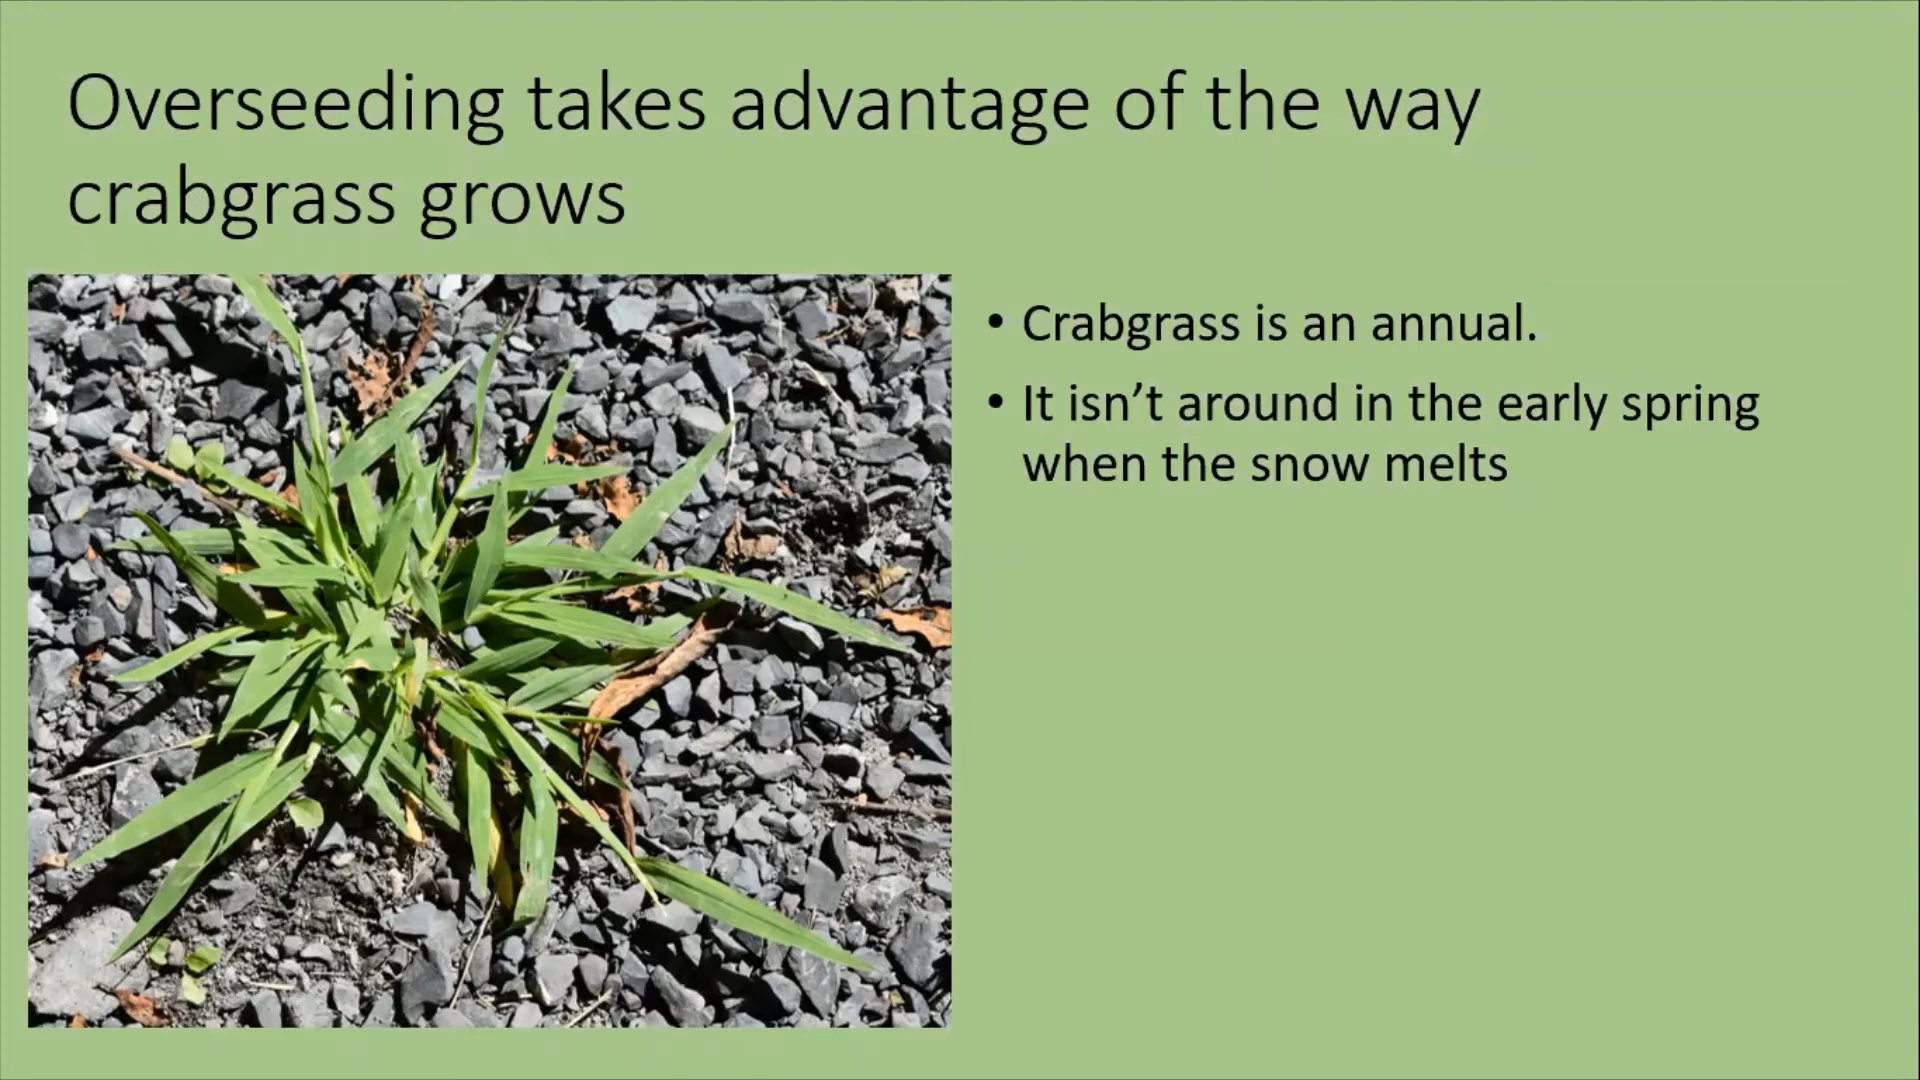 Overseeding takes advantage of the way
crabgrass grows
• Crabgrass is an annual.
• It isn’t around in the early spring
when the snow melts